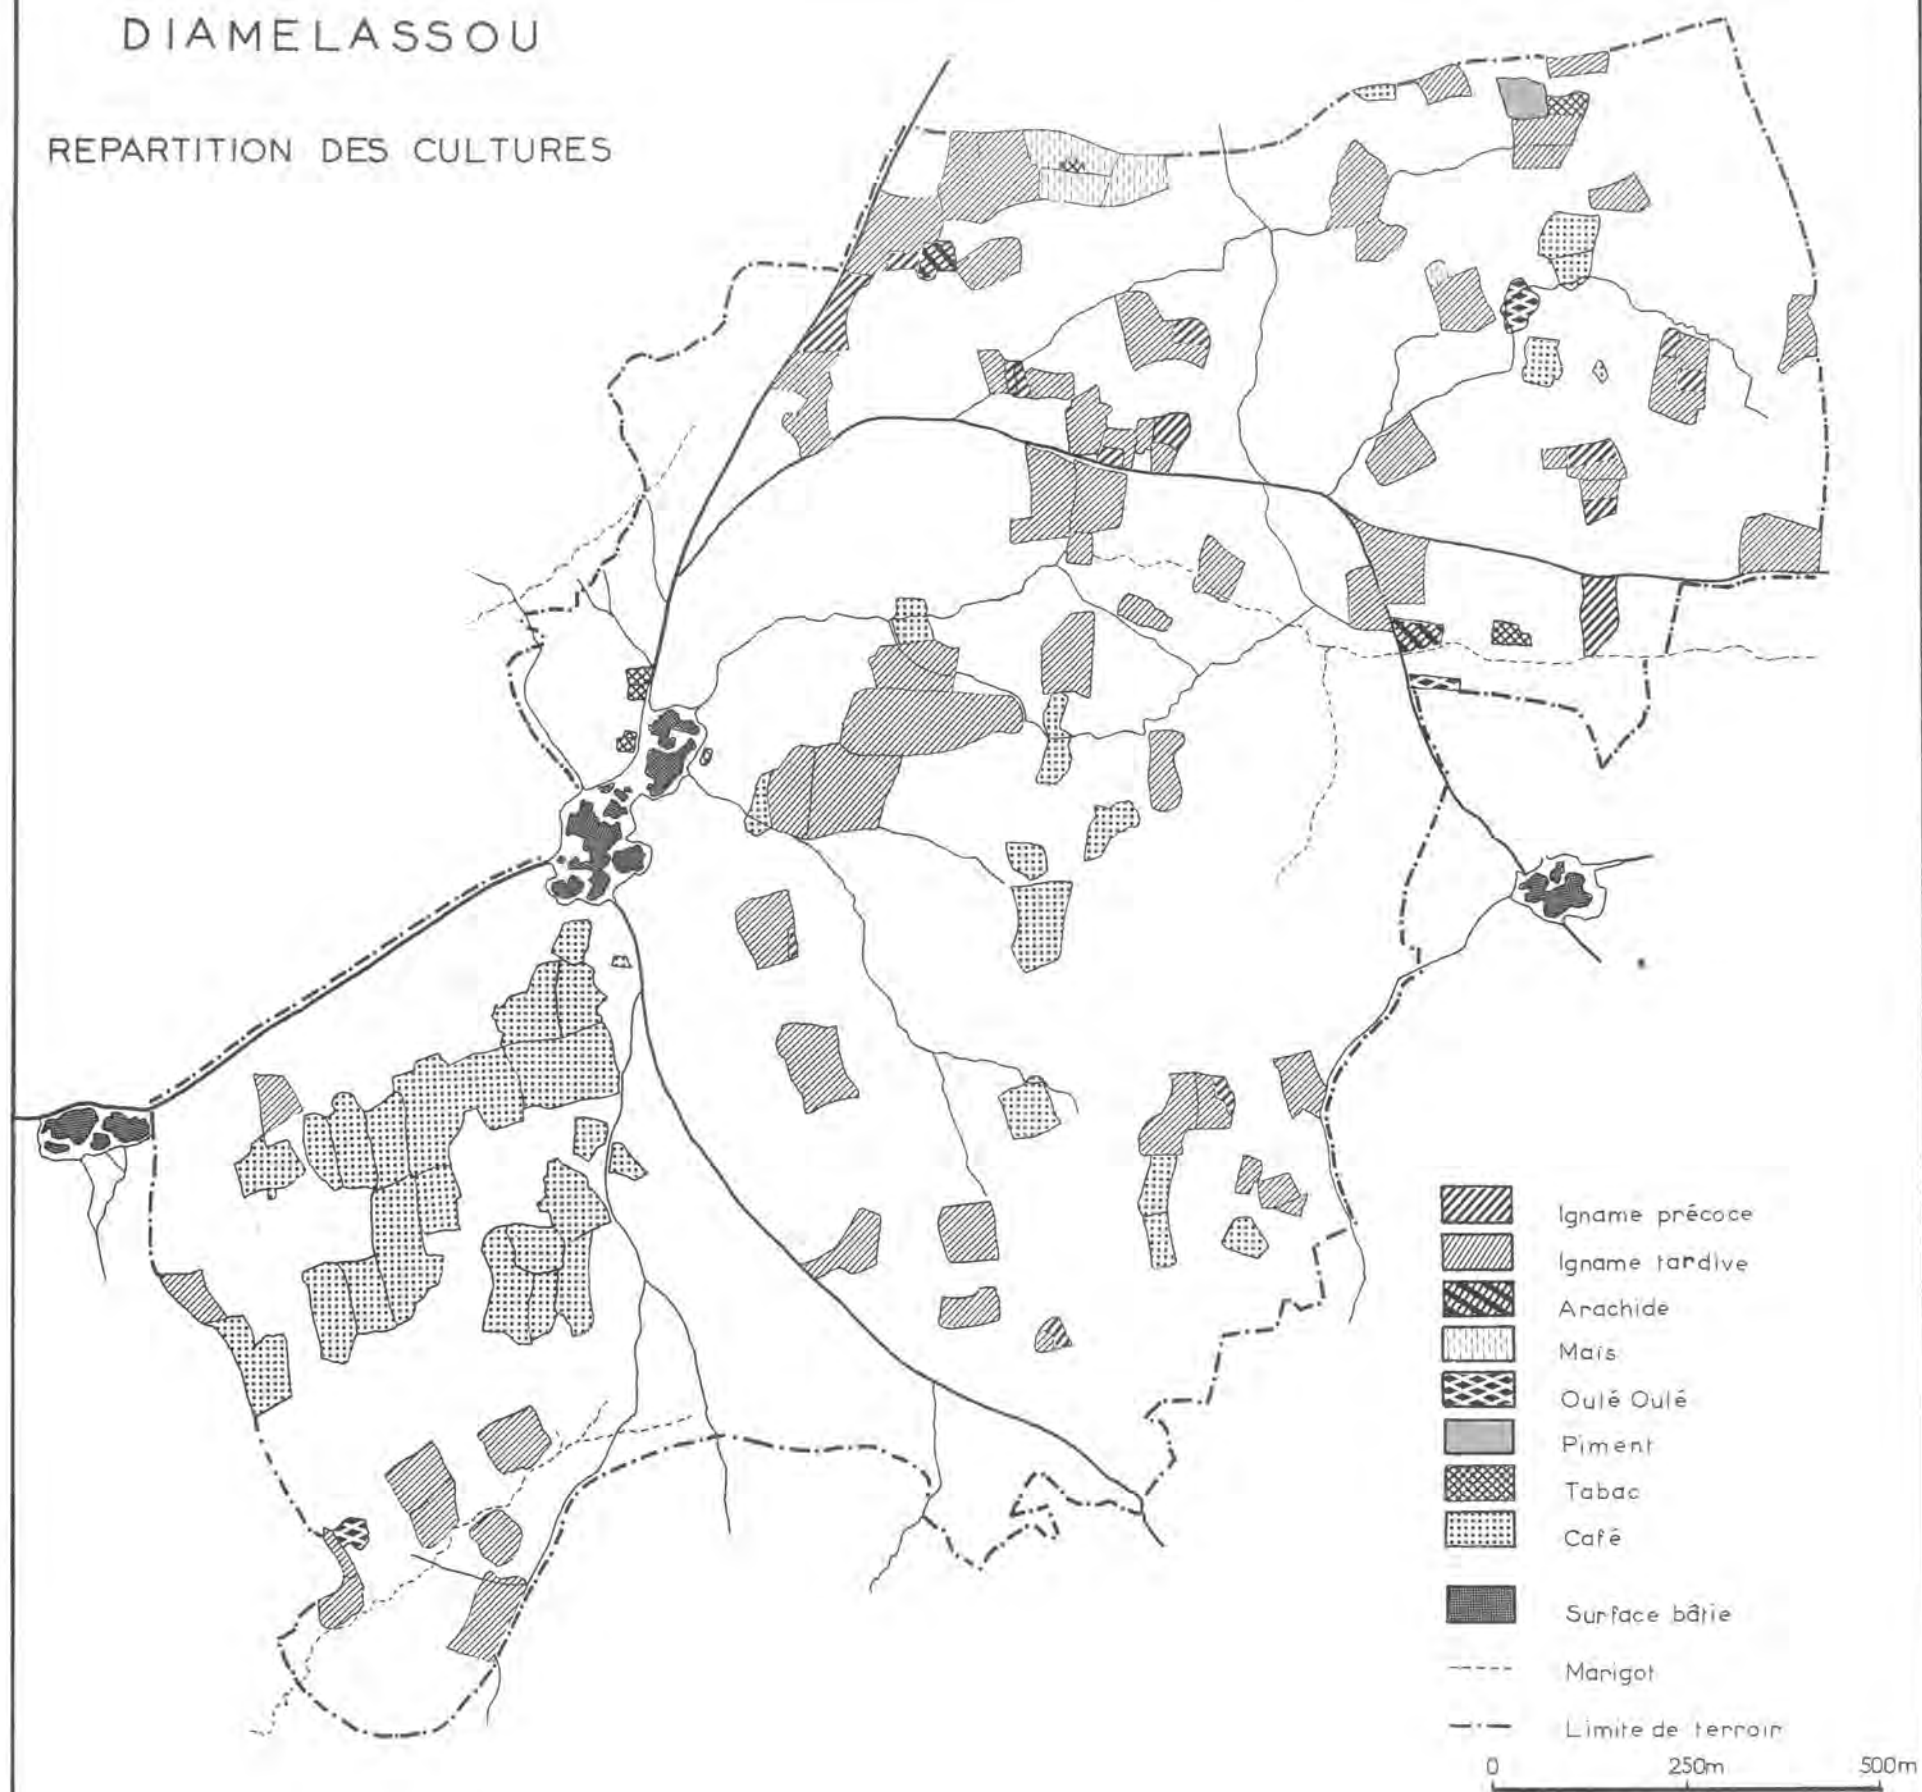 DIAMELASSOU
REPARTITION DES CULTURES
Igname précoce
Igname tardive
Arachide
Maïs
Oulé Oulé
Piment
Tabac
Café
Surface bâtie
Marigot
Limite de terroir
0 250m 500m